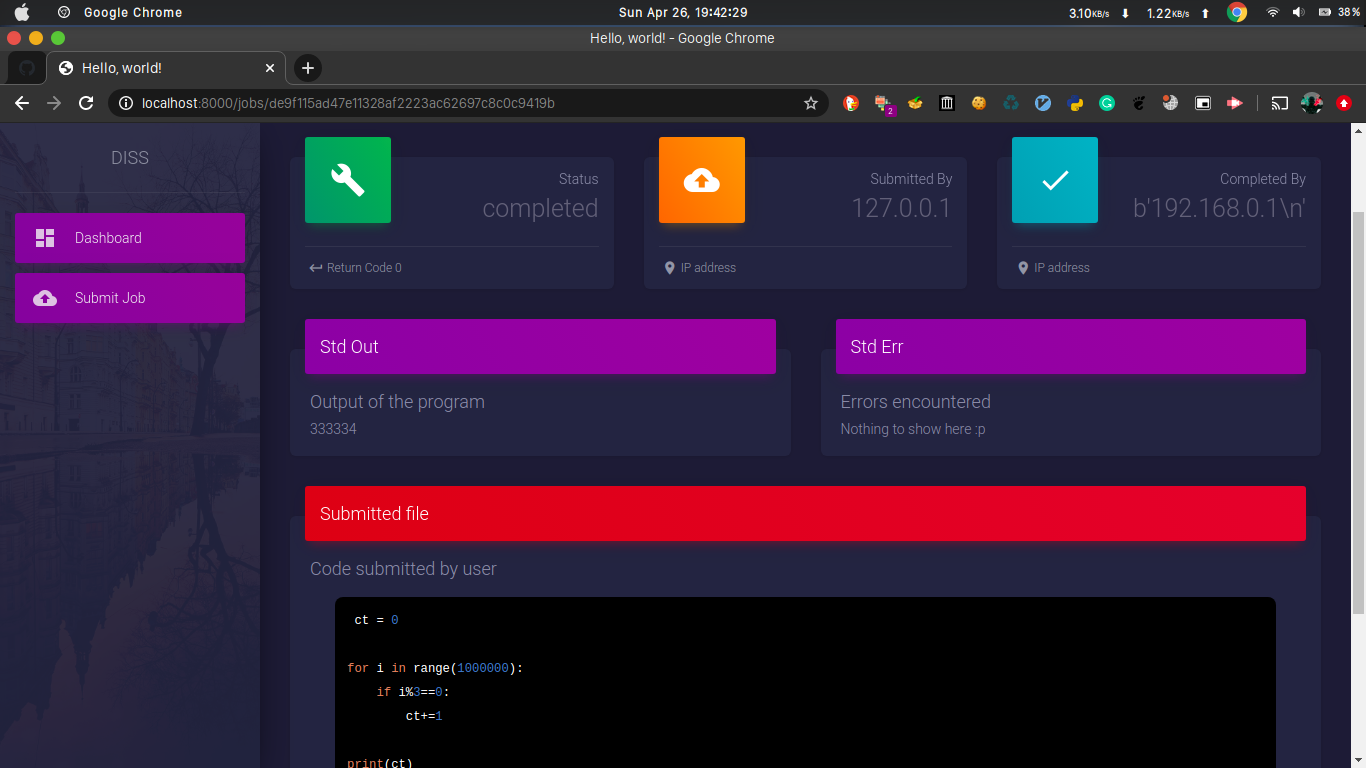 Google Chrome
Sun Apr 26, 19:42:29
3.10KB/s
1.22KB/s
38%
Hello, world! - Google Chrome
Hello, world!
localhost:8000/jobs/de9f115ad47e11328af2223ac62697c8c0c9419b
2
DISS
Dashboard
Submit Job
Status
completed
Return Code 0
Submitted By
127.0.0.1
IP address
Completed By
b'192.168.0.1\n'
IP address
Std Out
Output of the program
333334
Std Err
Errors encountered
Nothing to show here :p
Submitted file
Code submitted by user
ct = 0
for i in range(1000000):
    if i%3==0:
        ct+=1
print(ct)